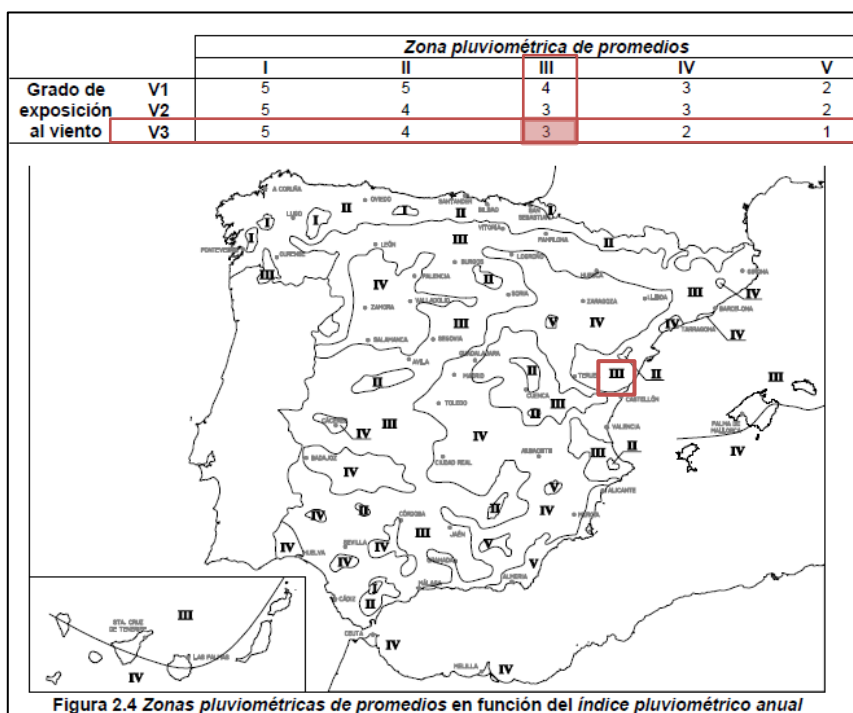 Zona pluviométrica de promedios
I II III IV V
Grado de V1 5 5 4 3 2
exposición V2 5 4 3 3 2
al viento V3 5 4 3 2 1
A CORUÑA
OVIEDO
SANTANDER
BILBAO
SAN
SEBASTIAN
LUGO
I
I
II
I
II
I
VITORIA
PONTEVEDRA
I
OURENSE
LEÓN
III
PAMPLONA
II
III
BURGOS
LOGROÑO
HUESCA
GIRONA
IV
PALENCIA
II
III
IV
ZAMORA
VALLADOLID
SORIA
ZARAGOZA
LLEIDA
BARCELONA
III
V
IV
IV
TARRAGONA
IV
SALAMANCA
SEGOVIA
AVILA
GUADALAJARA
MADRID
II
TERUEL
III
II
III
II
CUENCA
CASTELLÓN
TOLEDO
II
III
PALMA DE
MALLORCA
CÁCERES
III
IV
VALENCIA
IV
IV
ALBACETE
III
II
BADAJOZ
CIUDAD REAL
IV
V
ALICANTE
IV
II
II
IV
MURCIA
CÓRDOBA
III
JAÉN
V
SEVILLA
IV
IV
HUELVA
IV
GRANADA
V
I
MÁLAGA
ALMERIA
CÁDIZ
II
III
STA. CRUZ
DE TENERIFE
LAS PALMAS
IV
CEUTA
IV
MELILLA
IV
Figura 2.4 Zonas pluviométricas de promedios en función del índice pluviométrico anual